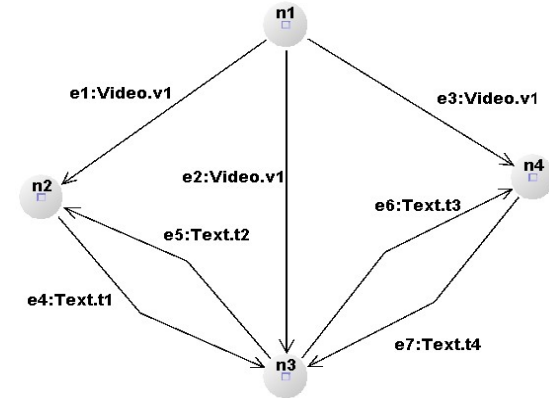 n1
e1:Video.v1
e3:Video.v1
e2:Video.v1
n2
n4
e6:Text.t3
e5:Text.t2
e4:Text.t1
e7:Text.t4
n3